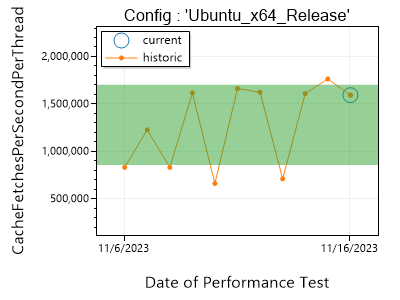 Config : 'Ubuntu_x64_Release'
current
historic
CacheFetchesPerSecondPerThread
2,000,000
1,500,000
1,000,000
500,000
11/6/2023 11/16/2023
Date of Performance Test